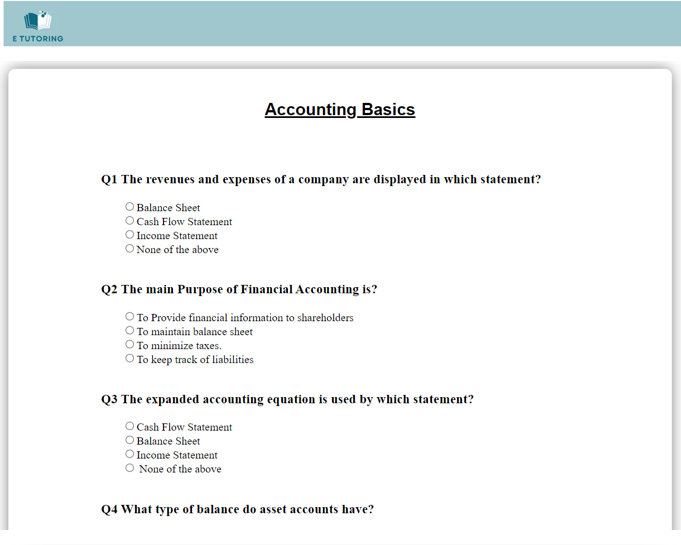 E TUTORING
Accounting Basics
Q1 The revenues and expenses of a company are displayed in which statement?
Balance Sheet
Cash Flow Statement
Income Statement
None of the above
Q2 The main Purpose of Financial Accounting is?
To Provide financial information to shareholders
To maintain balance sheet
To minimize taxes.
To keep track of liabilities
Q3 The expanded accounting equation is used by which statement?
Cash Flow Statement
Balance Sheet
Income Statement
None of the above
Q4 What type of balance do asset accounts have?